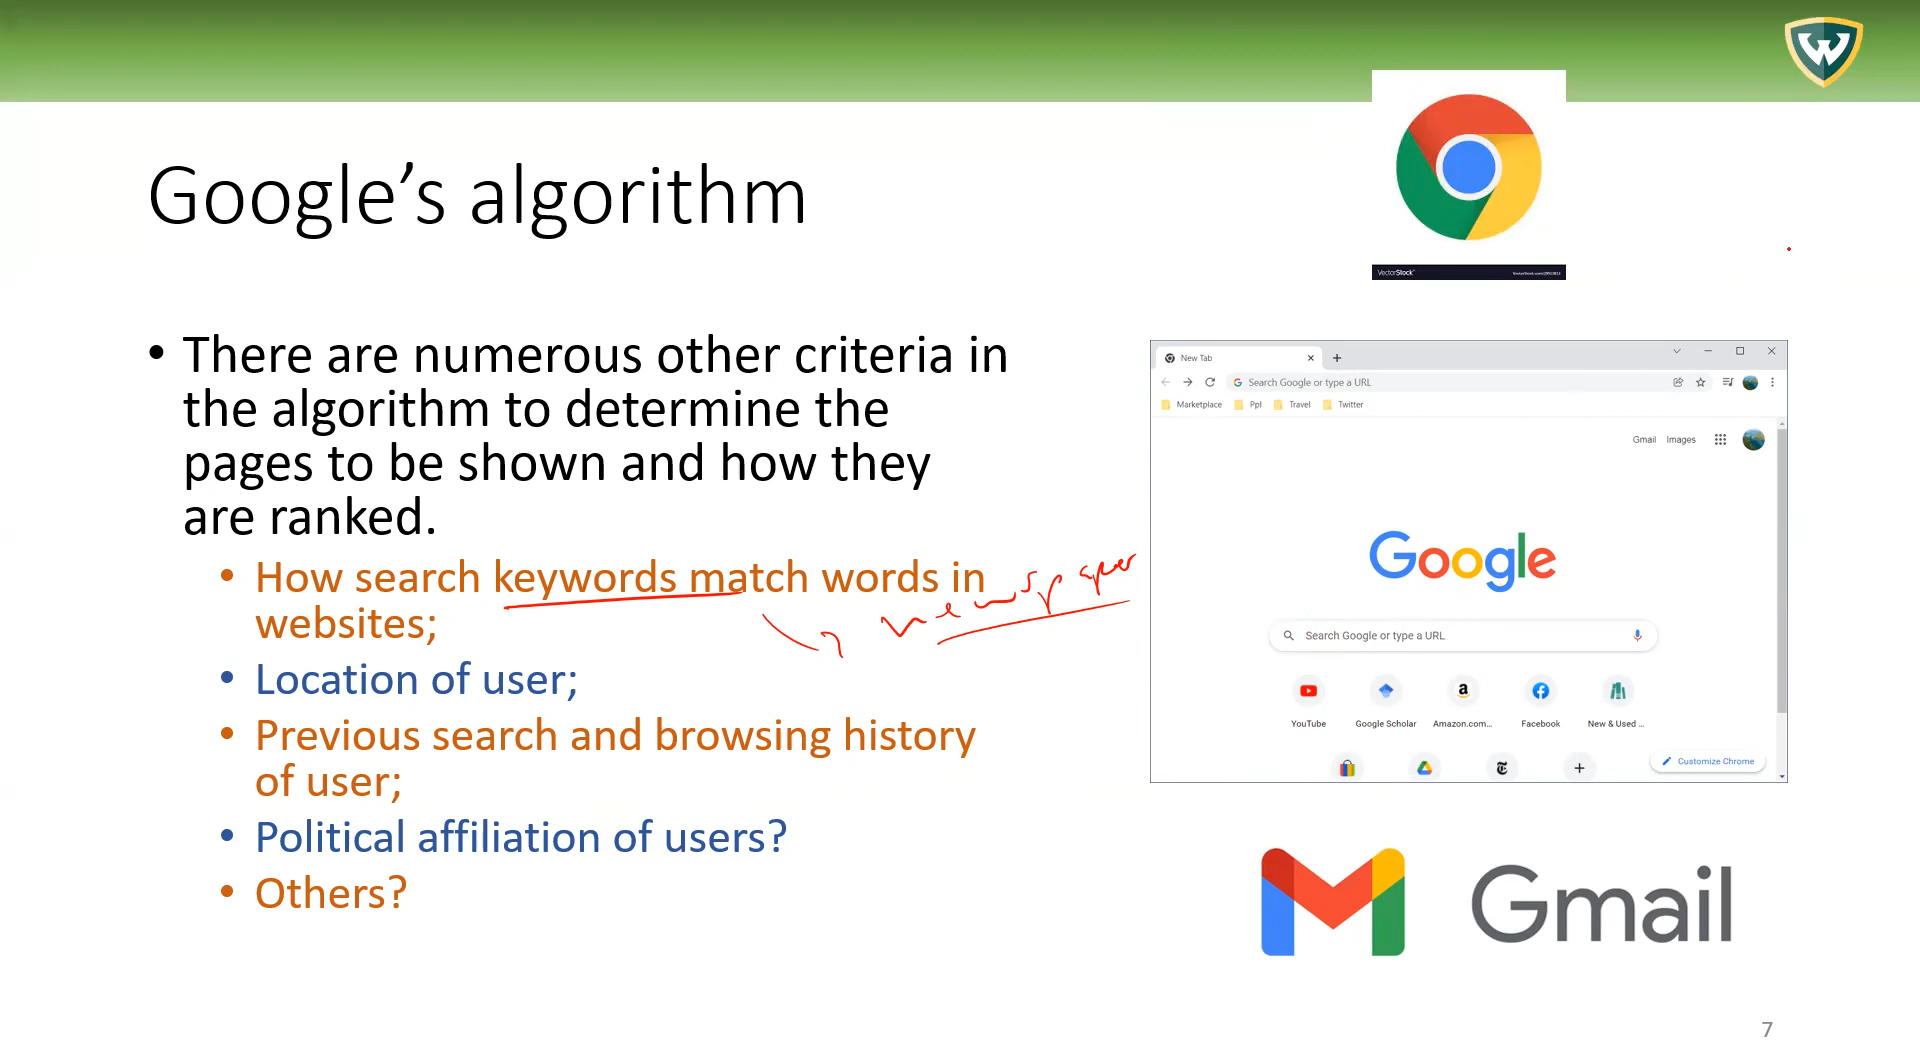 Google’s algorithm
VectorStock
• There are numerous other criteria in
the algorithm to determine the
pages to be shown and how they
are ranked.
• How search keywords match words in
websites;
newspaper
• Location of user;
• Previous search and browsing history
of user;
• Political affiliation of users?
• Others?
New Tab
Search Google or type a URL
Marketplace Ppl Travel Twitter
Gmail Images
Google
Search Google or type a URL
YouTube Google Scholar Amazon.com... Facebook New & Used ...
Customize Chrome
Gmail
7